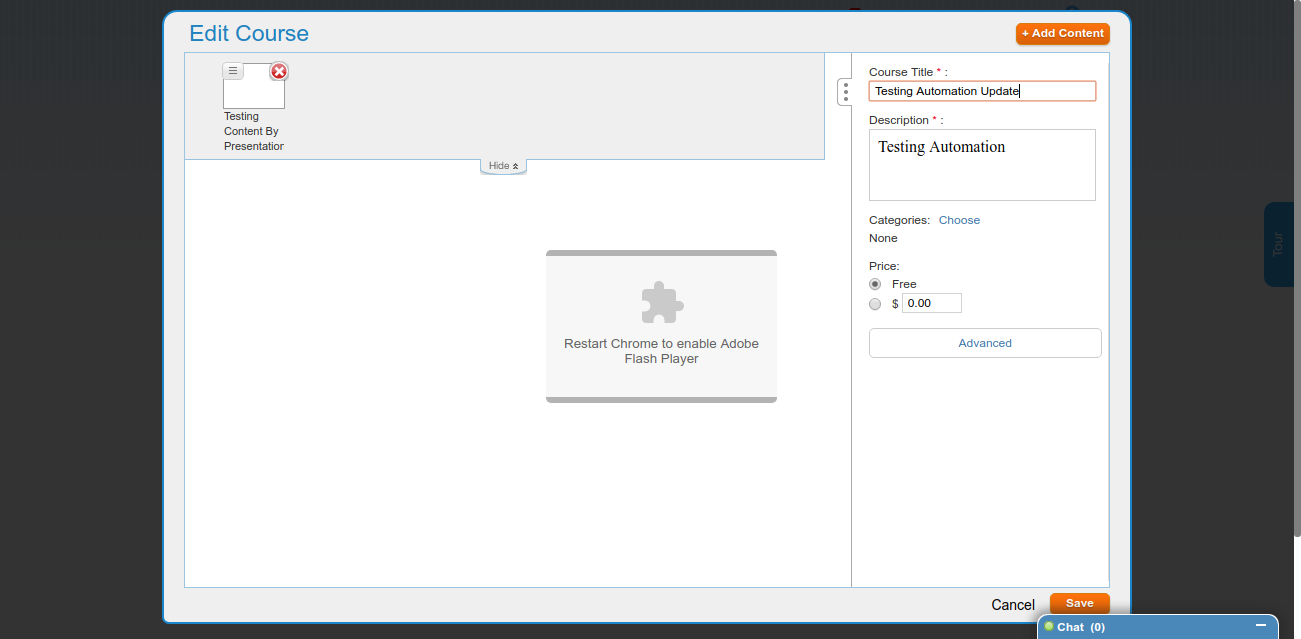 Edit Course
+ Add Content
Testing
Content By
Presentation
Hide
Restart Chrome to enable Adobe
Flash Player
Course Title * :
Testing Automation Update
Description * :
Testing Automation
Categories: Choose
None
Price:
Free
$ 0.00
Advanced
Tour
Cancel
Save
Chat (0)